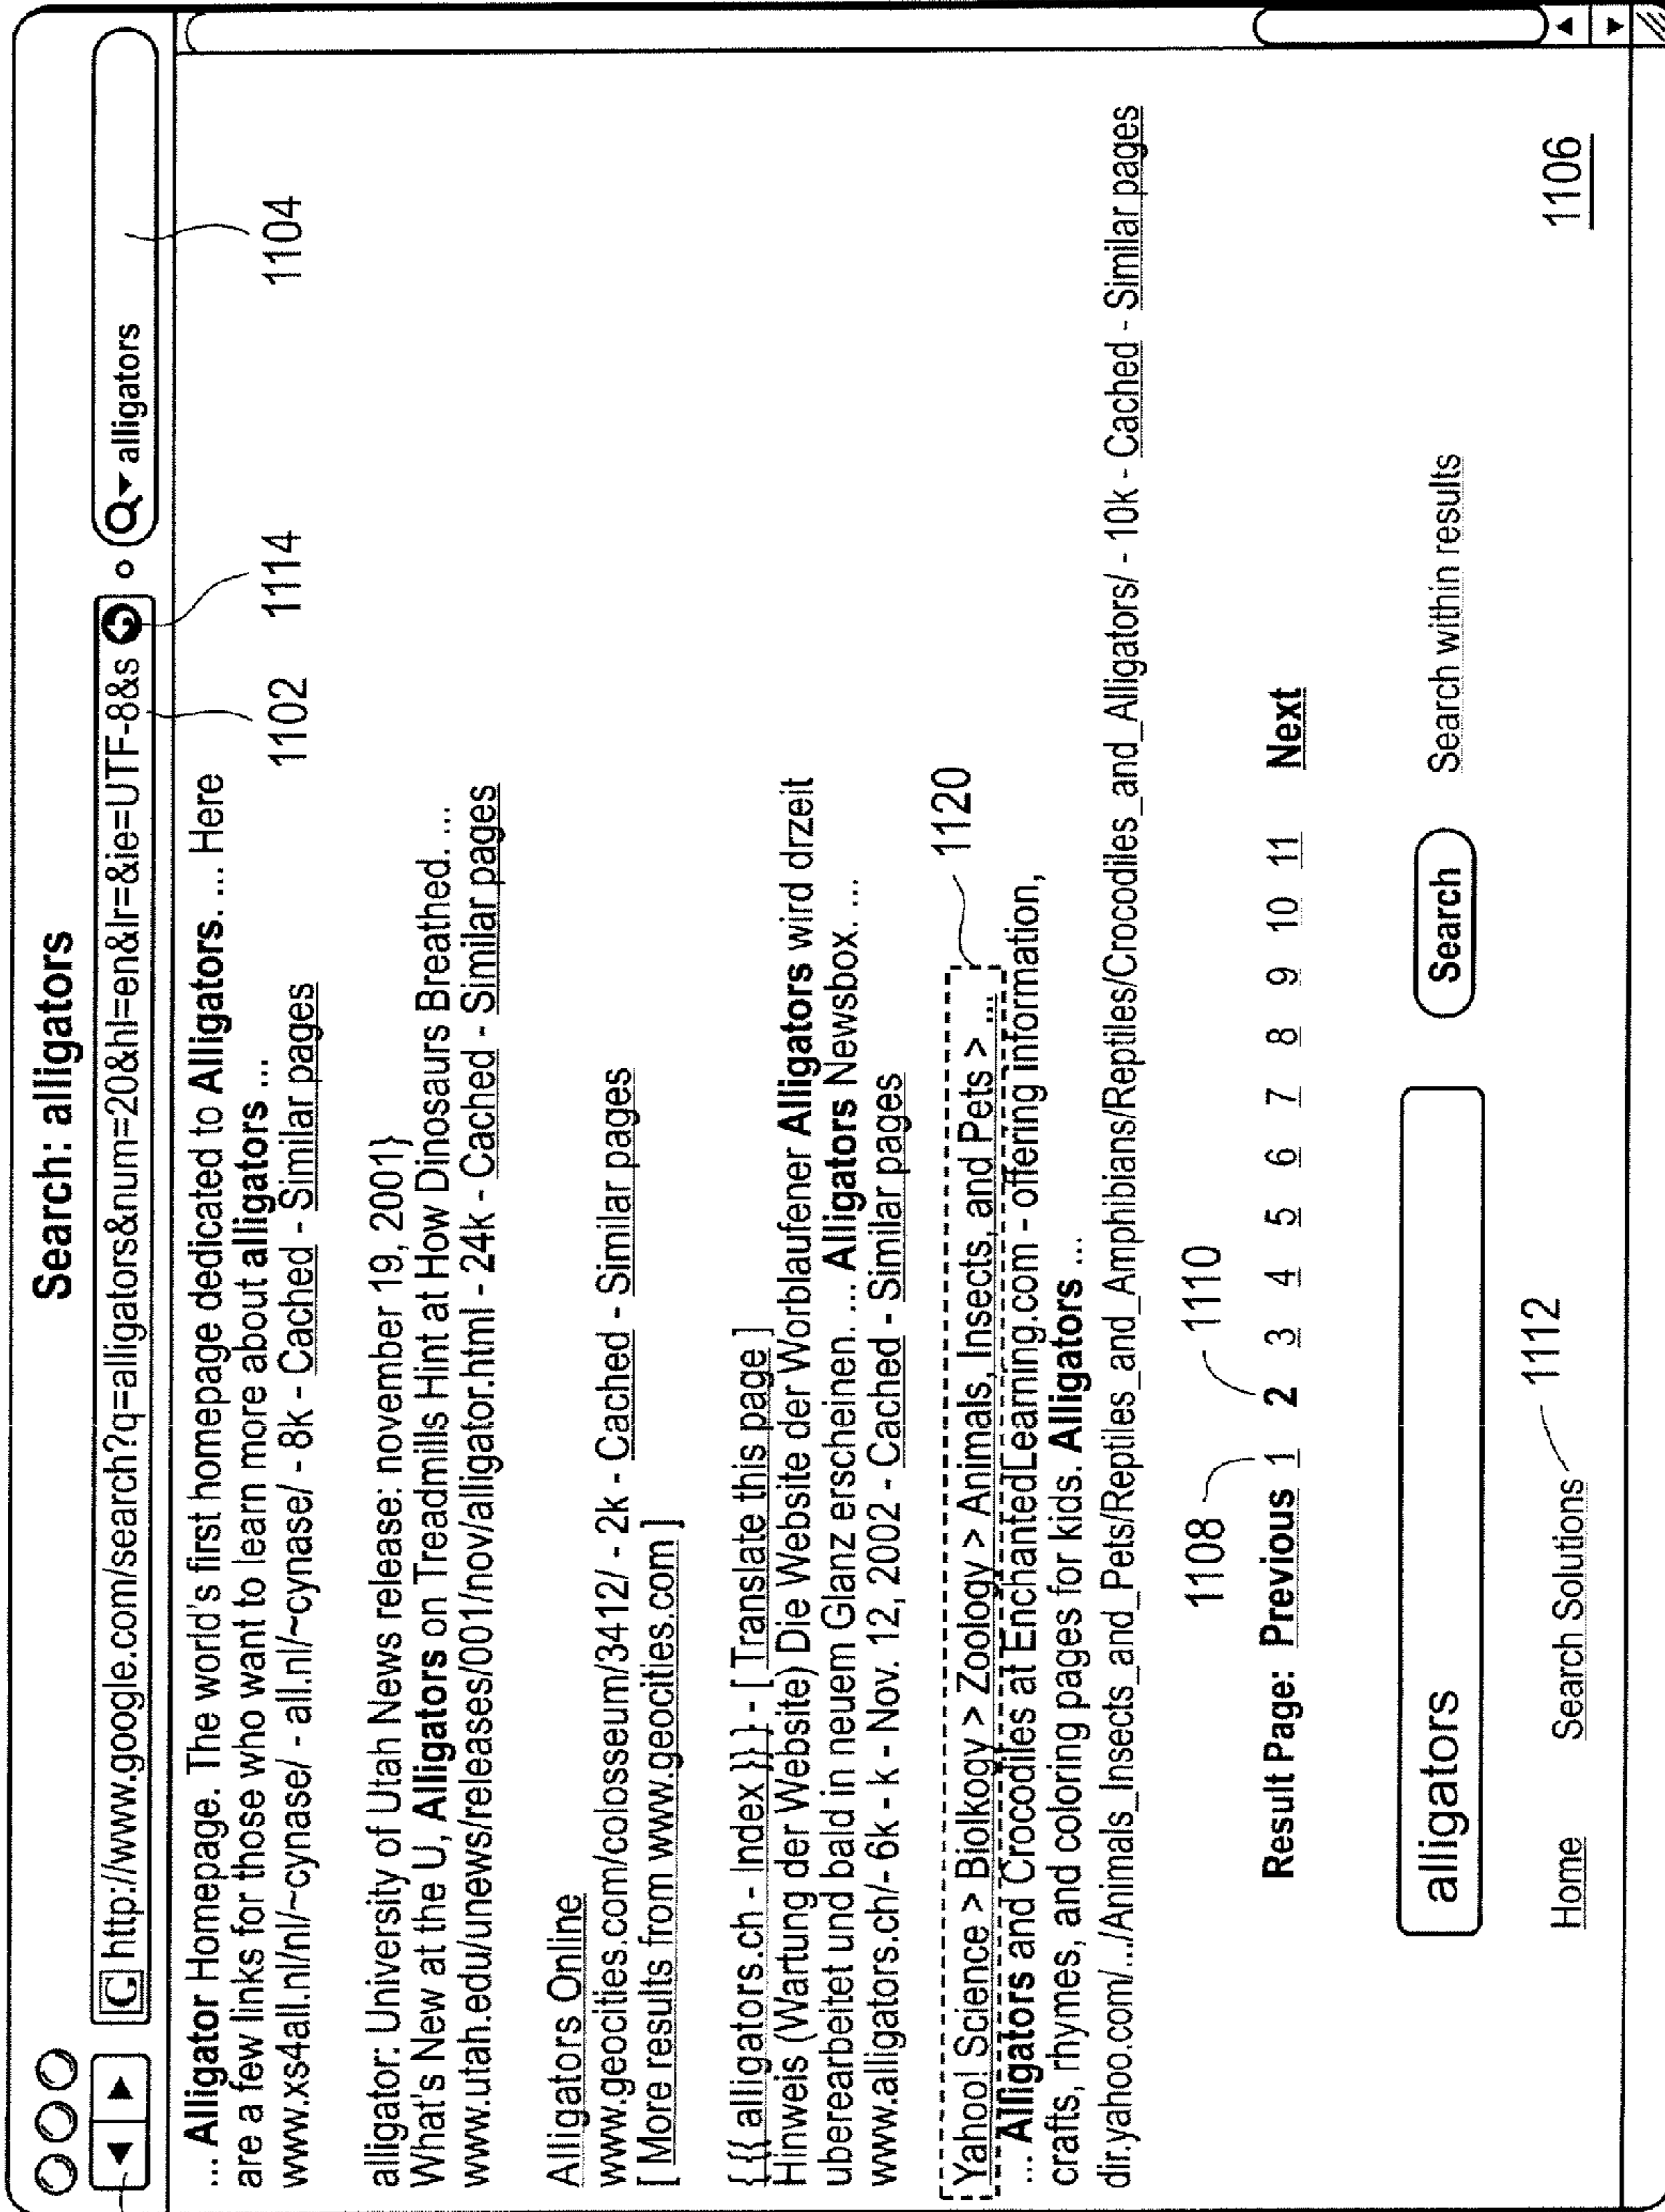 Search: alligators
G http://www.google.com/search?q=alligators&num=20&hl=en&lr=&ie=UTF-8&s
alligators
1102 1114 1104
... Alligator Homepage. The world's first homepage dedicated to Alligators. ... Here
are a few links for those who want to learn more about alligators ...
www.xs4all.nl/nl/~cynase/ - all.nl/~cynase/ - 8k - Cached - Similar pages
alligator: University of Utah News release: november 19, 2001}
What's New at the U, Alligators on Treadmills Hint at How Dinosaurs Breathed. ...
www.utah.edu/unews/releases/001/nov/alligator.html - 24k - Cached - Similar pages
Alligators Online
www.geocities.com/colosseum/3412/ - 2k - Cached - Similar pages
[ More results from www.geocities.com ]
{ {{ alligators.ch - Index }} } - [ Translate this page ]
Hinweis (Wartung der Website) Die Website der Worblaufener Alligators wird drzeit
uberearbeitet und bald in neuem Glanz erscheinen. ... Alligators Newsbox. ...
www.alligators.ch/- 6k - k - Nov. 12, 2002 - Cached - Similar pages
1120
Yahoo! Science > Biolkogy > Zoology > Animals, Insects, and Pets > ...
... Alligators and Crocodiles at EnchantedLearning.com - offering information,
crafts, rhymes, and coloring pages for kids. Alligators ...
dir.yahoo.com/.../Animals_Insects_and_Pets/Reptiles_and_Amphibians/Reptiles/Crocodiles_and_Alligators/ - 10k - Cached - Similar pages
1108 1110
Result Page: Previous 1 2 3 4 5 6 7 8 9 10 11 Next
alligators Search Search within results
1112
Home Search Solutions
1106